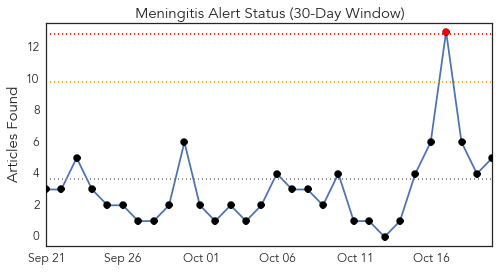 Meningitis Alert Status (30-Day Window)
Articles Found
12
10
8
6
4
2
0
Sep 21 Sep 26 Oct 01 Oct 06 Oct 11 Oct 16